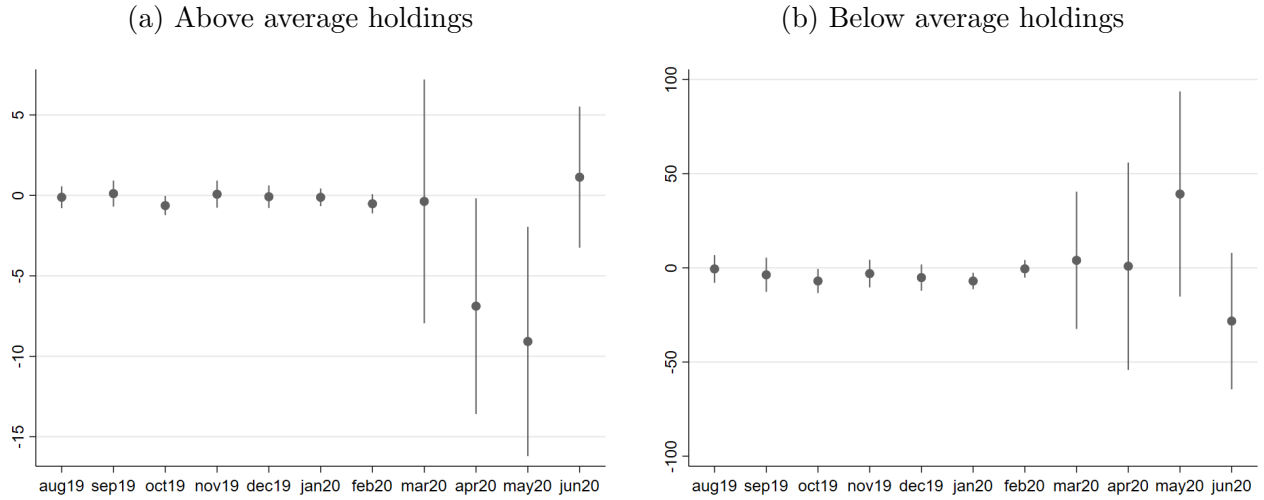 (a) Above average holdings
5
0
-5
-10
-15
aug19 sep19 oct19 nov19 dec19 jan20 feb20 mar20 apr20 may20 jun20
(b) Below average holdings
100
50
0
-50
-100
aug19 sep19 oct19 nov19 dec19 jan20 feb20 mar20 apr20 may20 jun20